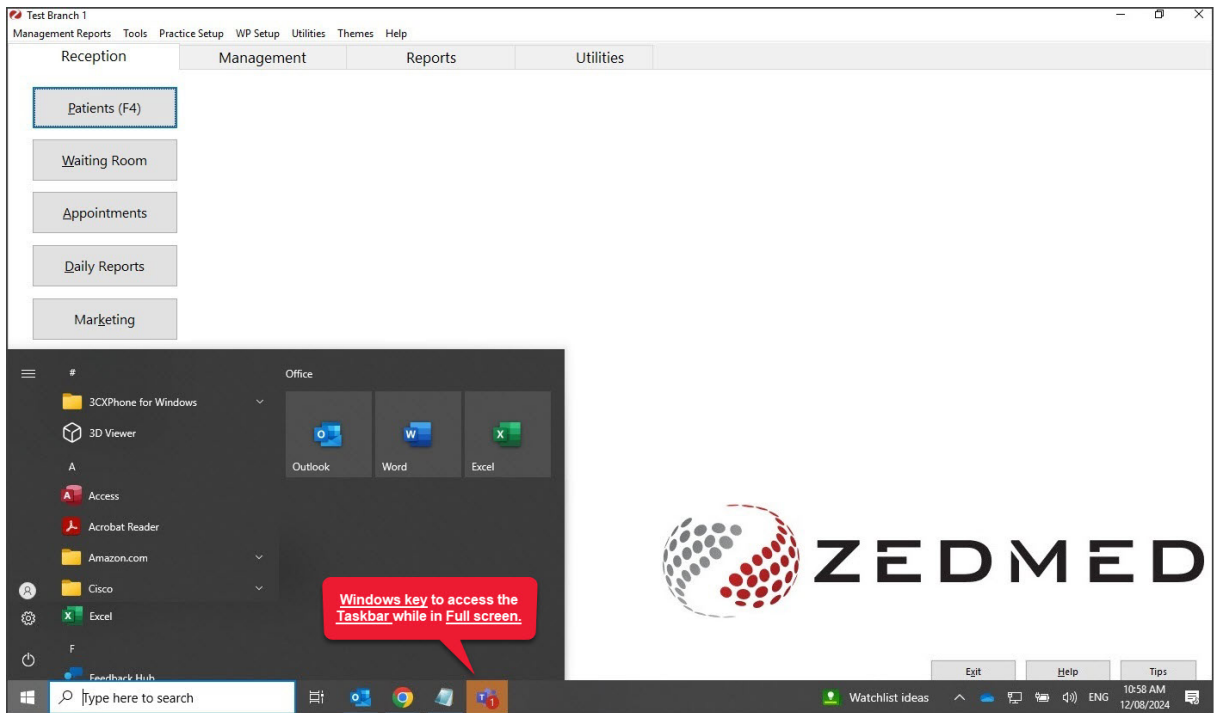 Test Branch 1
Management Reports Tools Practice Setup WP Setup Utilities Themes Help
Reception Management Reports Utilities
Patients (F4)
Waiting Room
Appointments
Daily Reports
Marketing
#
Office
3CXPhone for Windows
3D Viewer
A
Outlook Word Excel
Access
Acrobat Reader
Amazon.com
Cisco
Excel
F
Feedback Hub
Windows key to access the
Taskbar while in Full screen.
ZEDMED
Exit Help Tips
Type here to search
Watchlist ideas
ENG
10:58 AM
12/08/2024